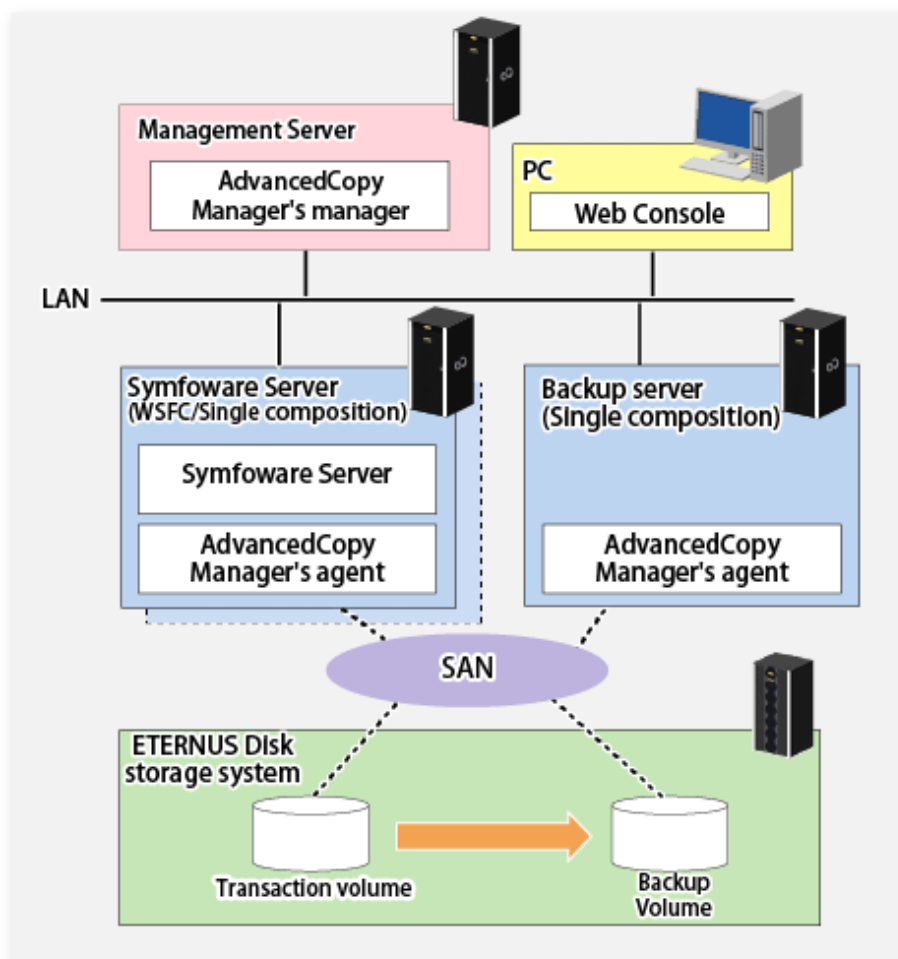 Management Server
AdvancedCopy
Manager's manager
PC
Web Console
LAN
Symfoware Server
(WSFC/Single composition)
Symfoware Server
AdvancedCopy
Manager's agent
Backup server
(Single composition)
AdvancedCopy
Manager's agent
SAN
ETERNUS Disk
storage system
Transaction volume
Backup
Volume